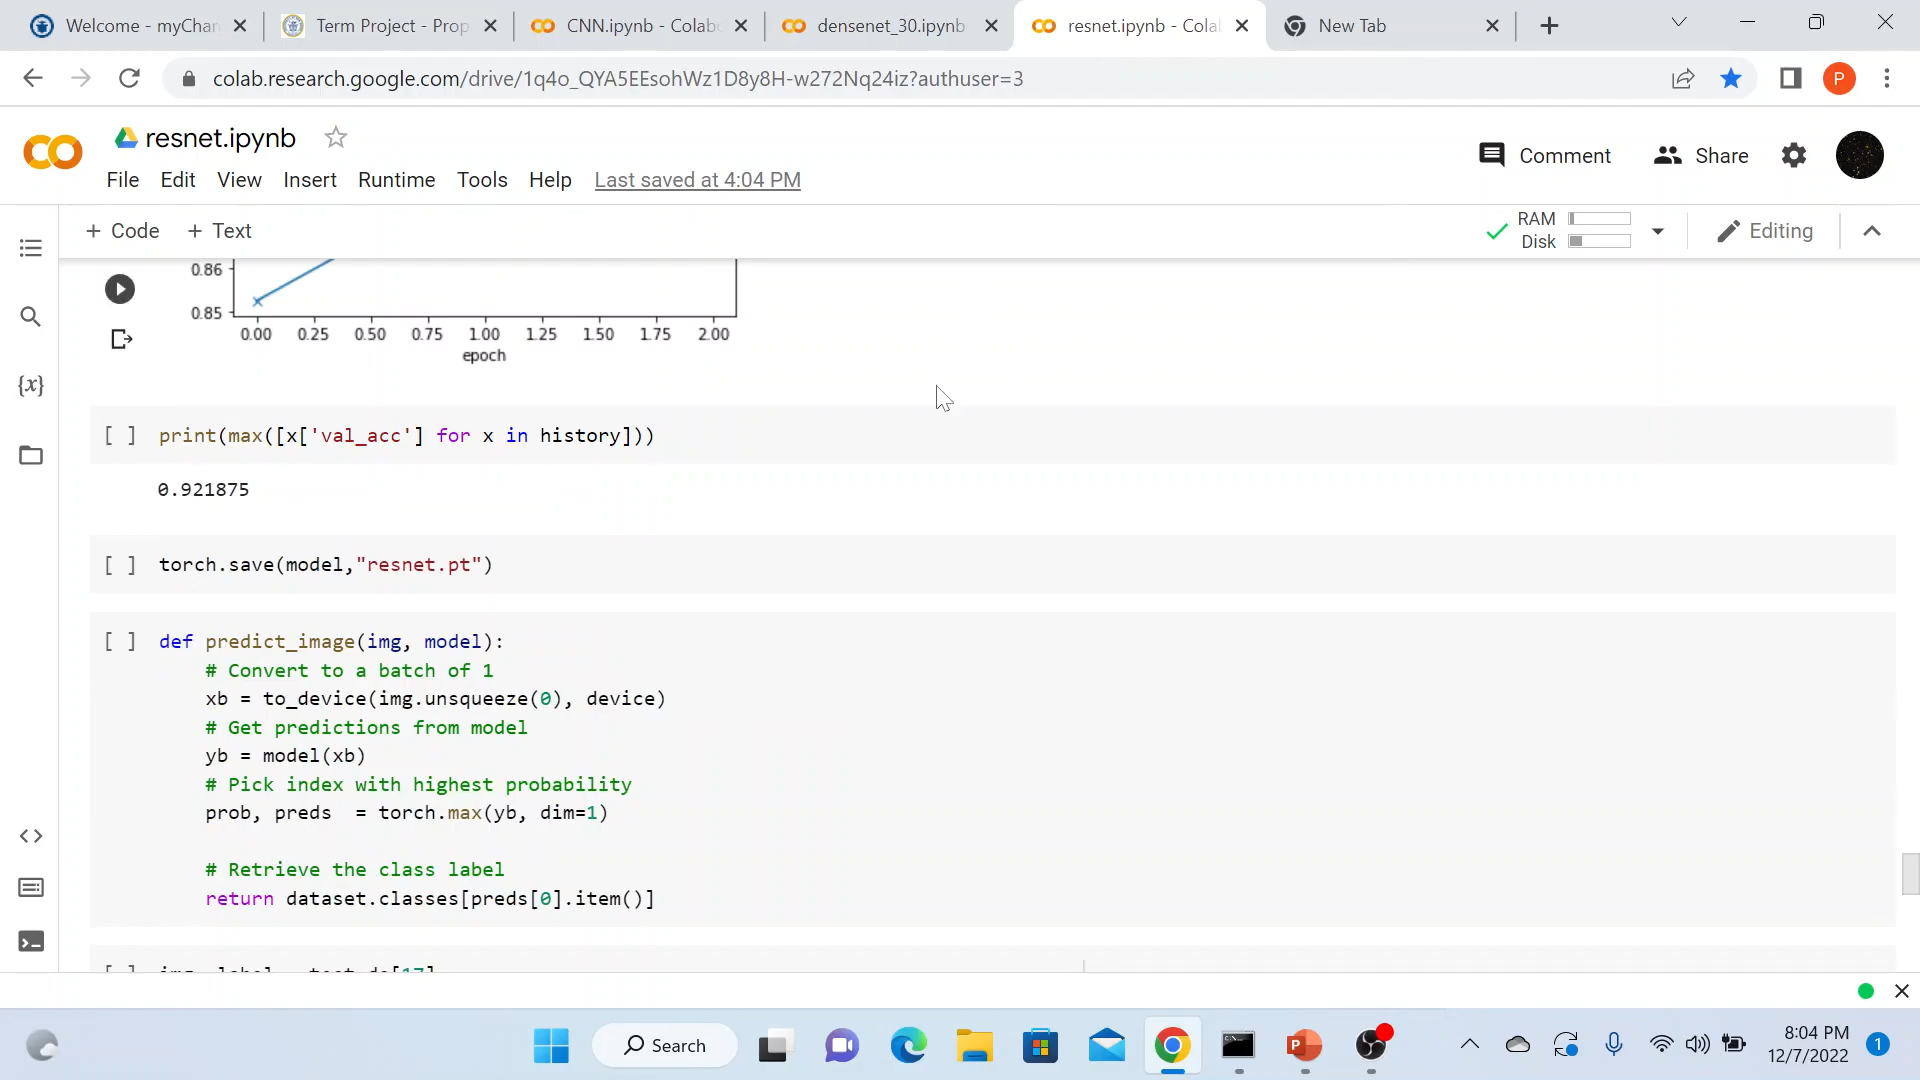 Welcome - myChan
Term Project - Prop
CNN.ipynb - Colabo
densenet_30.ipynb
resnet.ipynb - Colal
New Tab
colab.research.google.com/drive/1q4o_QYA5EEsohWz1D8y8H-w272Nq24iz?authuser=3
P
resnet.ipynb
Comment
Share
File Edit View Insert Runtime Tools Help Last saved at 4:04 PM
+ Code + Text
RAM
Disk
Editing
0.86
0.85
0.00 0.25 0.50 0.75 1.00 1.25 1.50 1.75 2.00
epoch
{x}
[ ] print(max([x['val_acc'] for x in history]))
0.921875
[ ] torch.save(model,"resnet.pt")
[ ] def predict_image(img, model):
# Convert to a batch of 1
xb = to_device(img.unsqueeze(0), device)
# Get predictions from model
yb = model(xb)
# Pick index with highest probability
prob, preds  = torch.max(yb, dim=1)
# Retrieve the class label
return dataset.classes[preds[0].item()]
Search
8:04 PM
12/7/2022
1